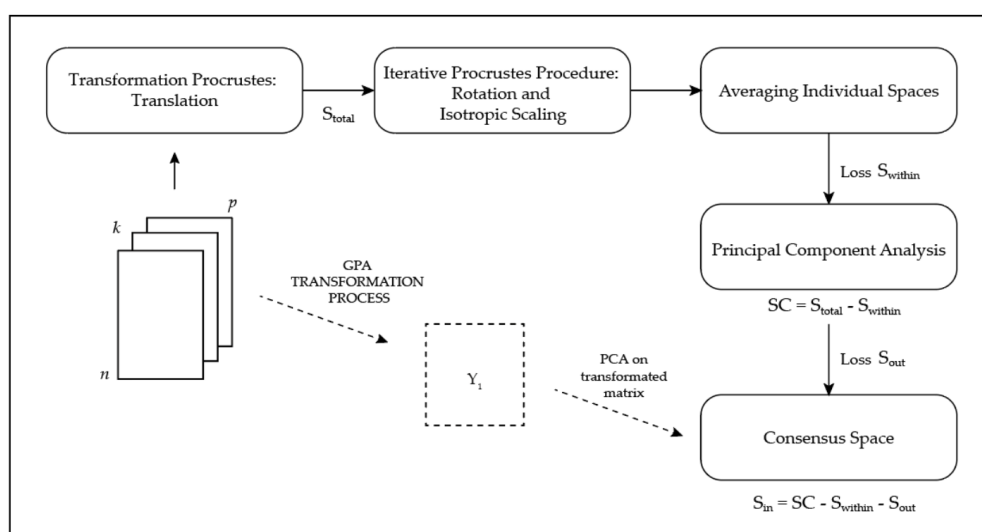 Transformation Procrustes:
Translation
S_total
Iterative Procrustes Procedure:
Rotation and
Isotropic Scaling
Averaging Individual Spaces
Loss S_within
Principal Component Analysis
SC = S_total - S_within
Loss S_out
Consensus Space
S_in = SC - S_within - S_out
p
k
n
GPA
TRANSFORMATION
PROCESS
Y_1
PCA on
transformated
matrix